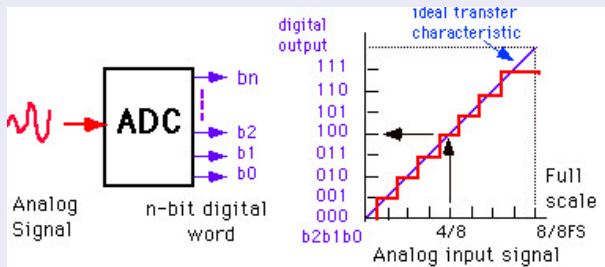 ADC
bn
b2
b1
b0
Analog
Signal
n-bit digital
word
digital
output
ideal transfer
characteristic
111
110
101
100
011
010
001
000
b2b1b0
4/8
8/8FS
Full
scale
Analog input signal